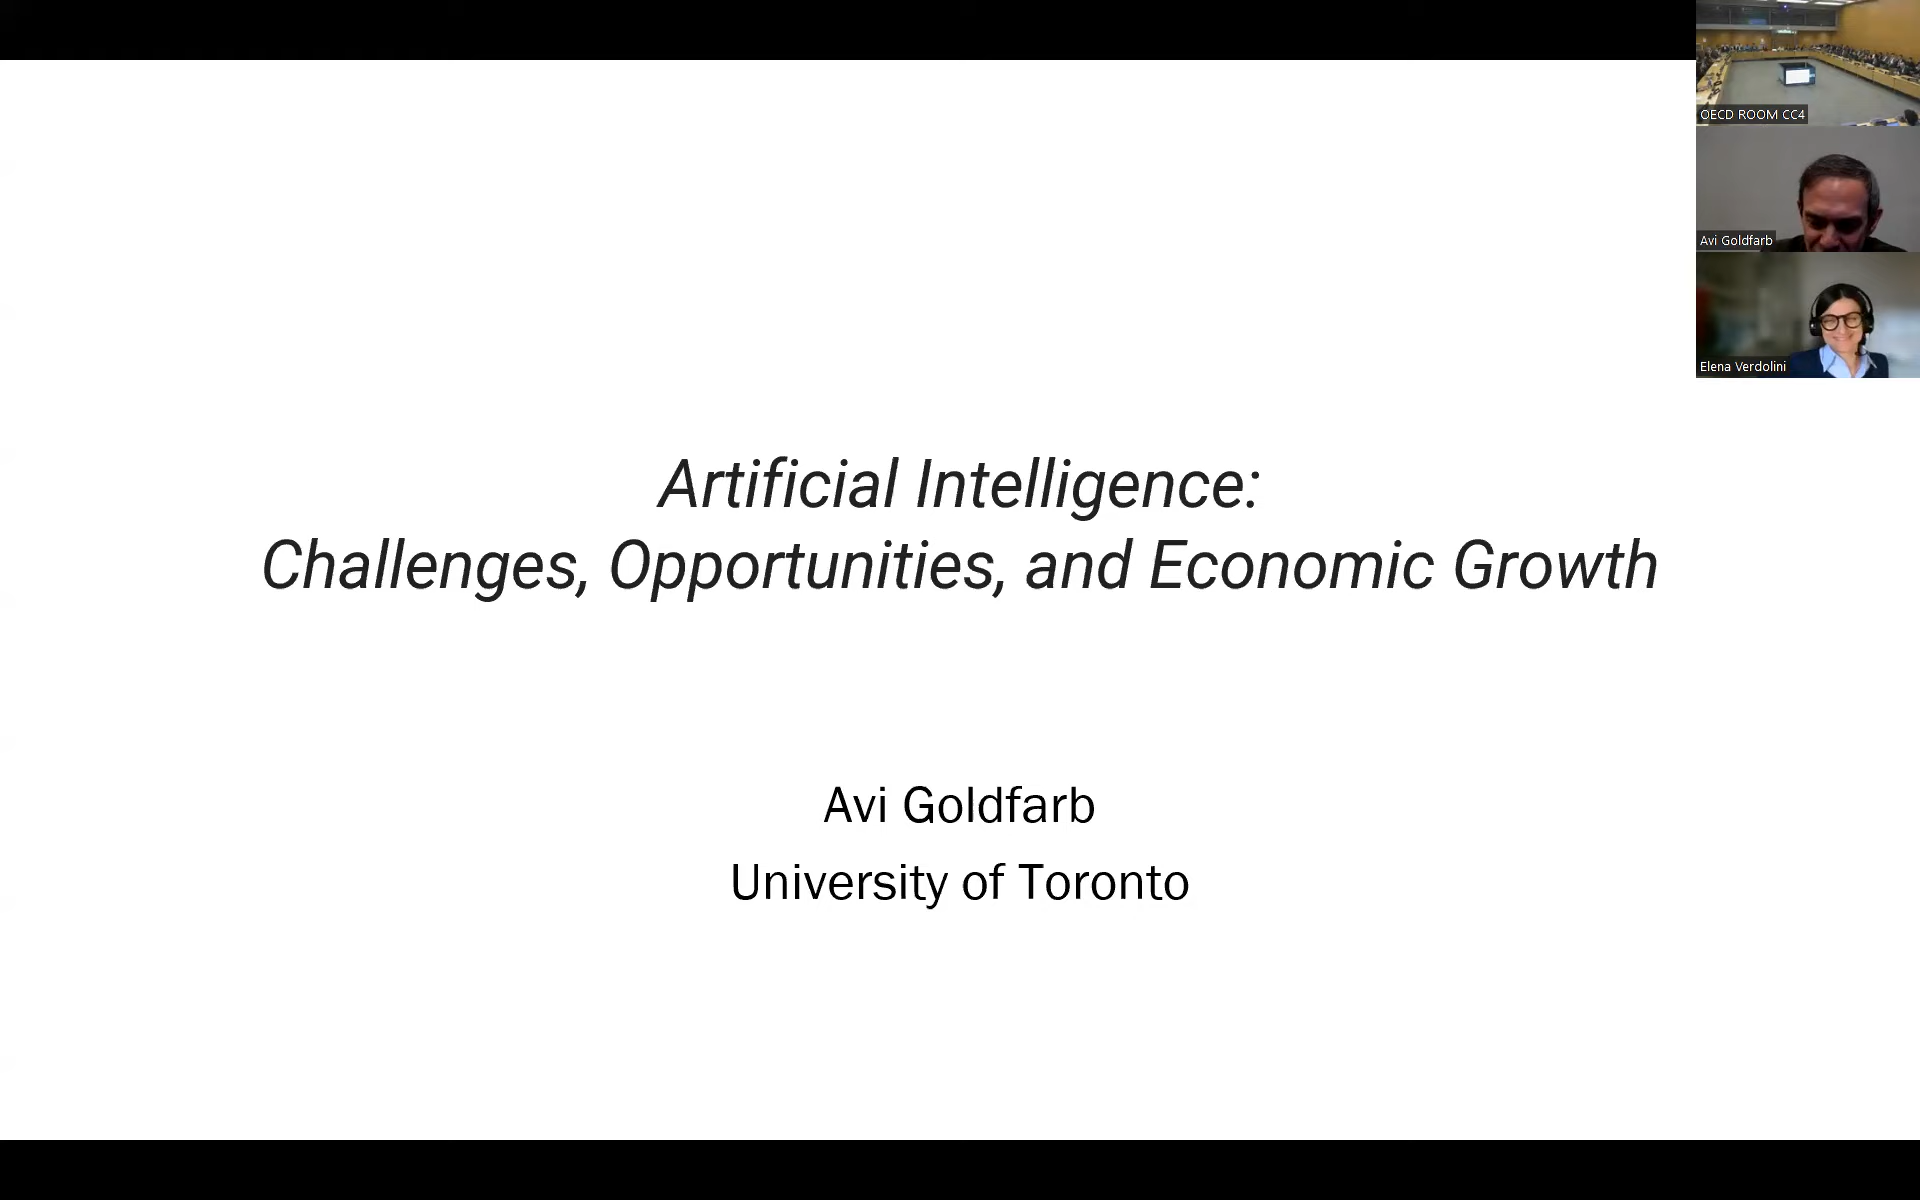 OECD ROOM CC4
Avi Goldfarb
Elena Verdolini
Artificial Intelligence:
Challenges, Opportunities, and Economic Growth
Avi Goldfarb
University of Toronto